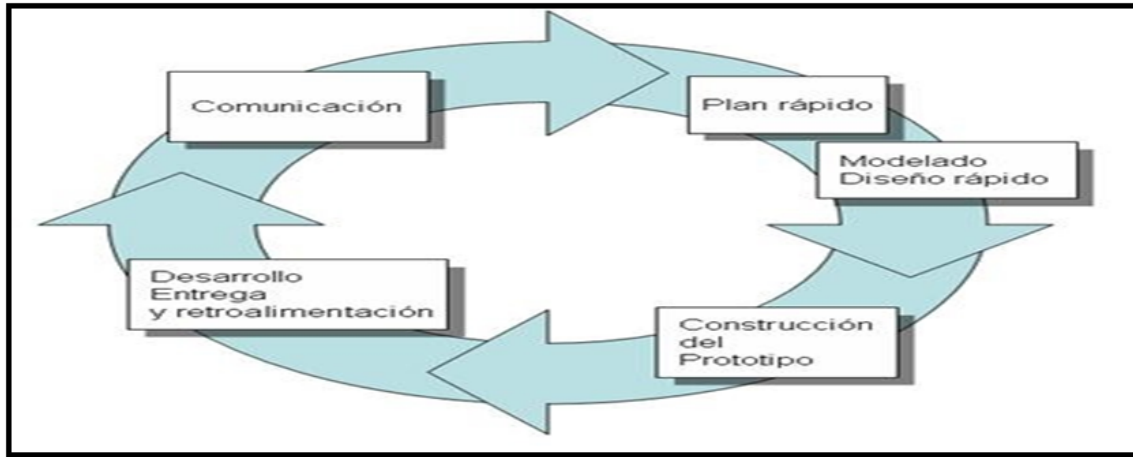 Comunicación
Plan rápido
Modelado
Diseño rápido
Construcción
del
Prototipo
Desarrollo
Entrega
y retroalimentación